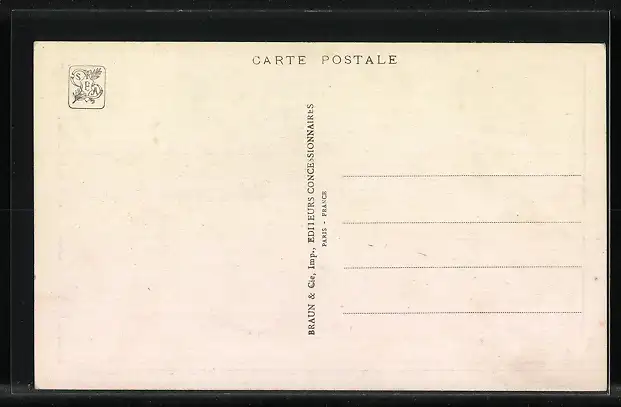 CARTE POSTALE
S P A
BRAUN & Cie, Imp., EDITEURS CONCESSIONNAIRES
PARIS - FRANCE